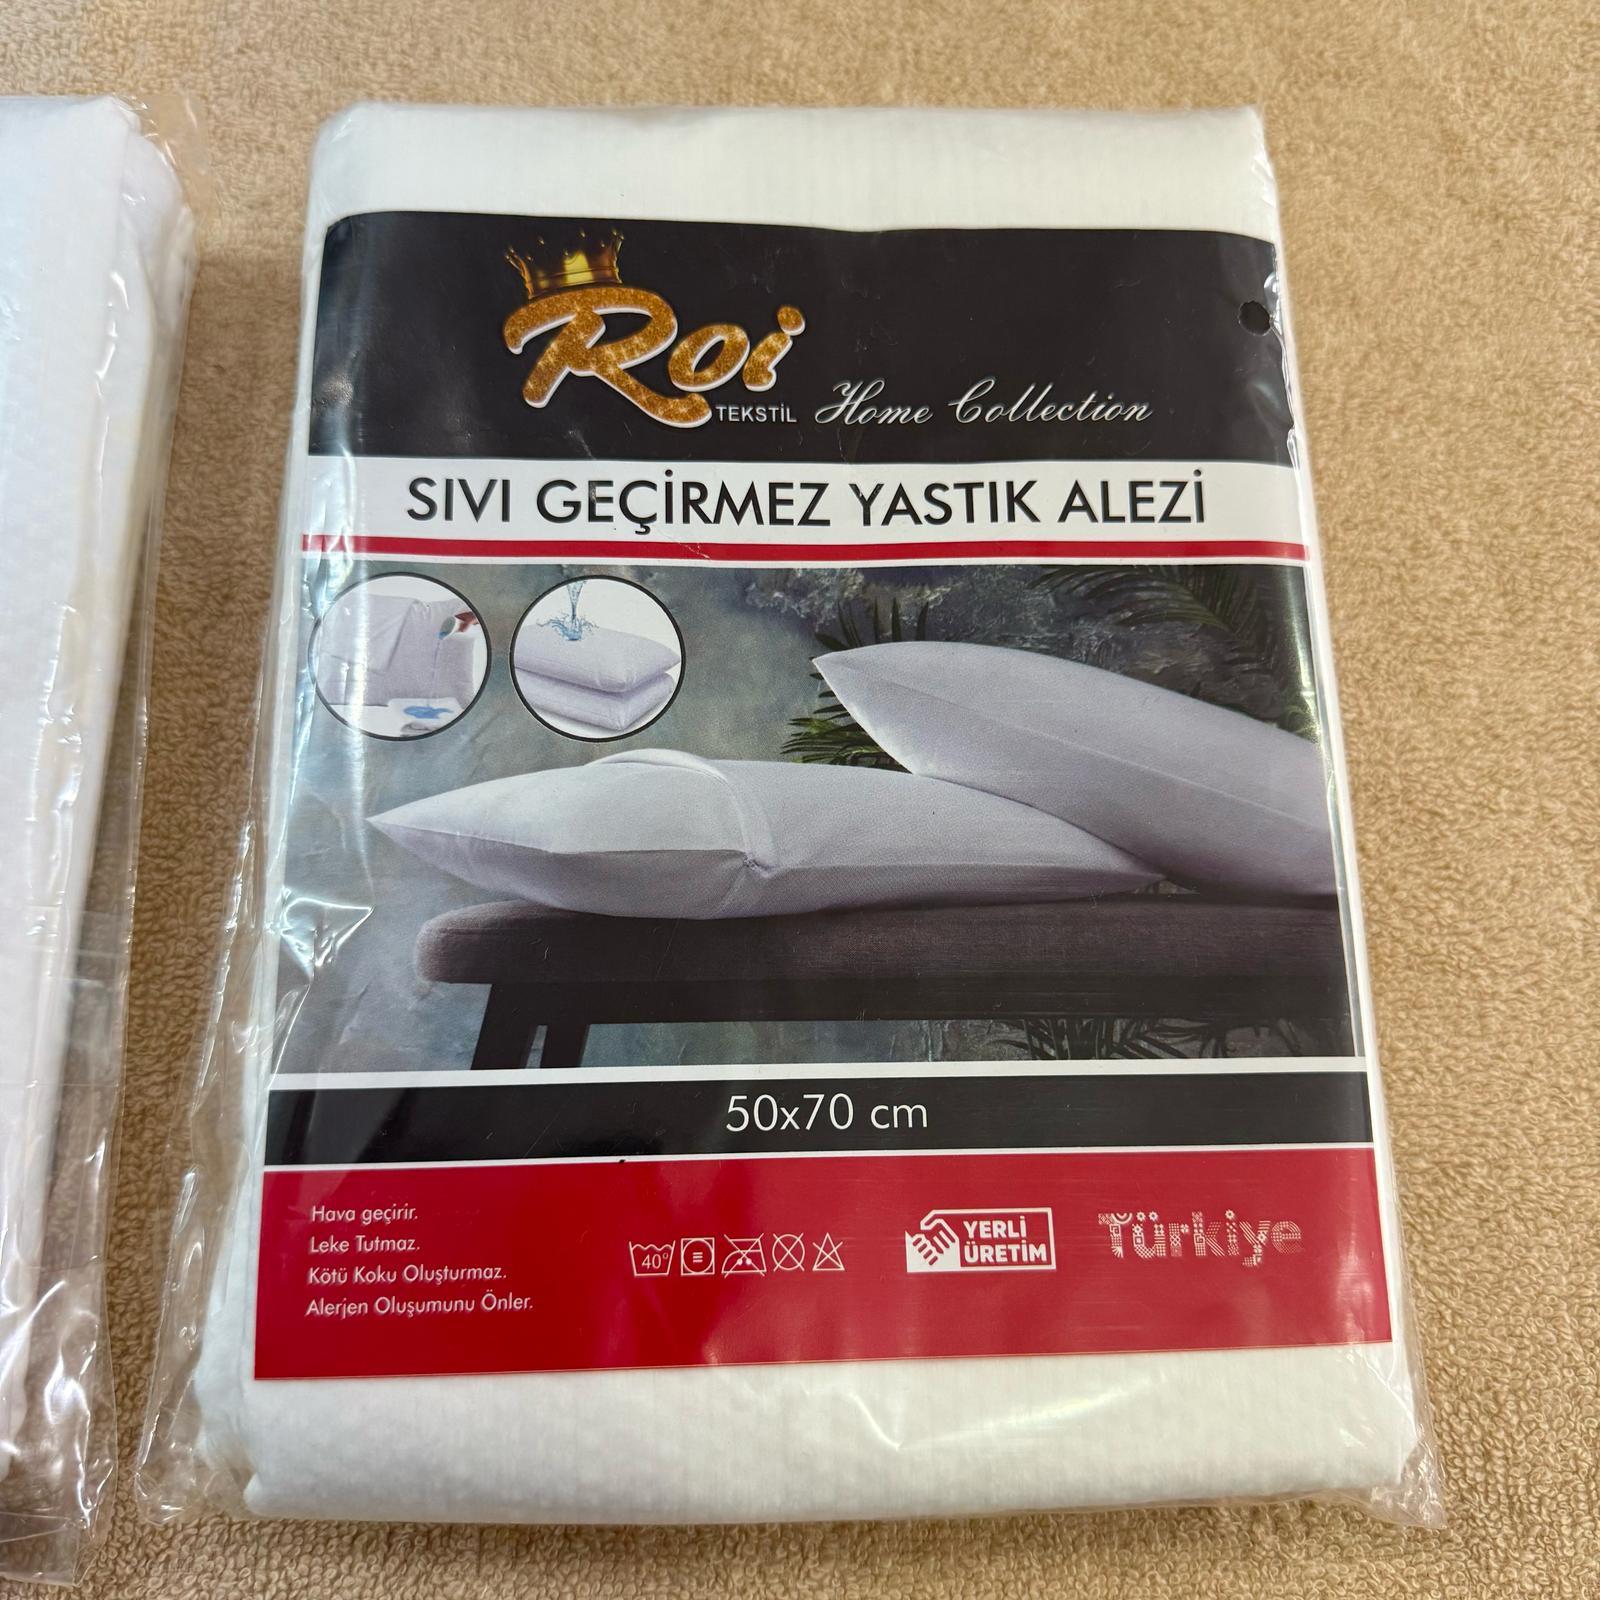 Roi
TEKSTİL Home Collection
SIVI GEÇİRMEZ YASTIK ALEZİ
50x70 cm
Hava geçirir.
Leke Tutmaz.
Kötü Koku Oluşturmaz.
Alerjen Oluşumunu Önler.
40°
YERLİ
ÜRETİM
Türkiye